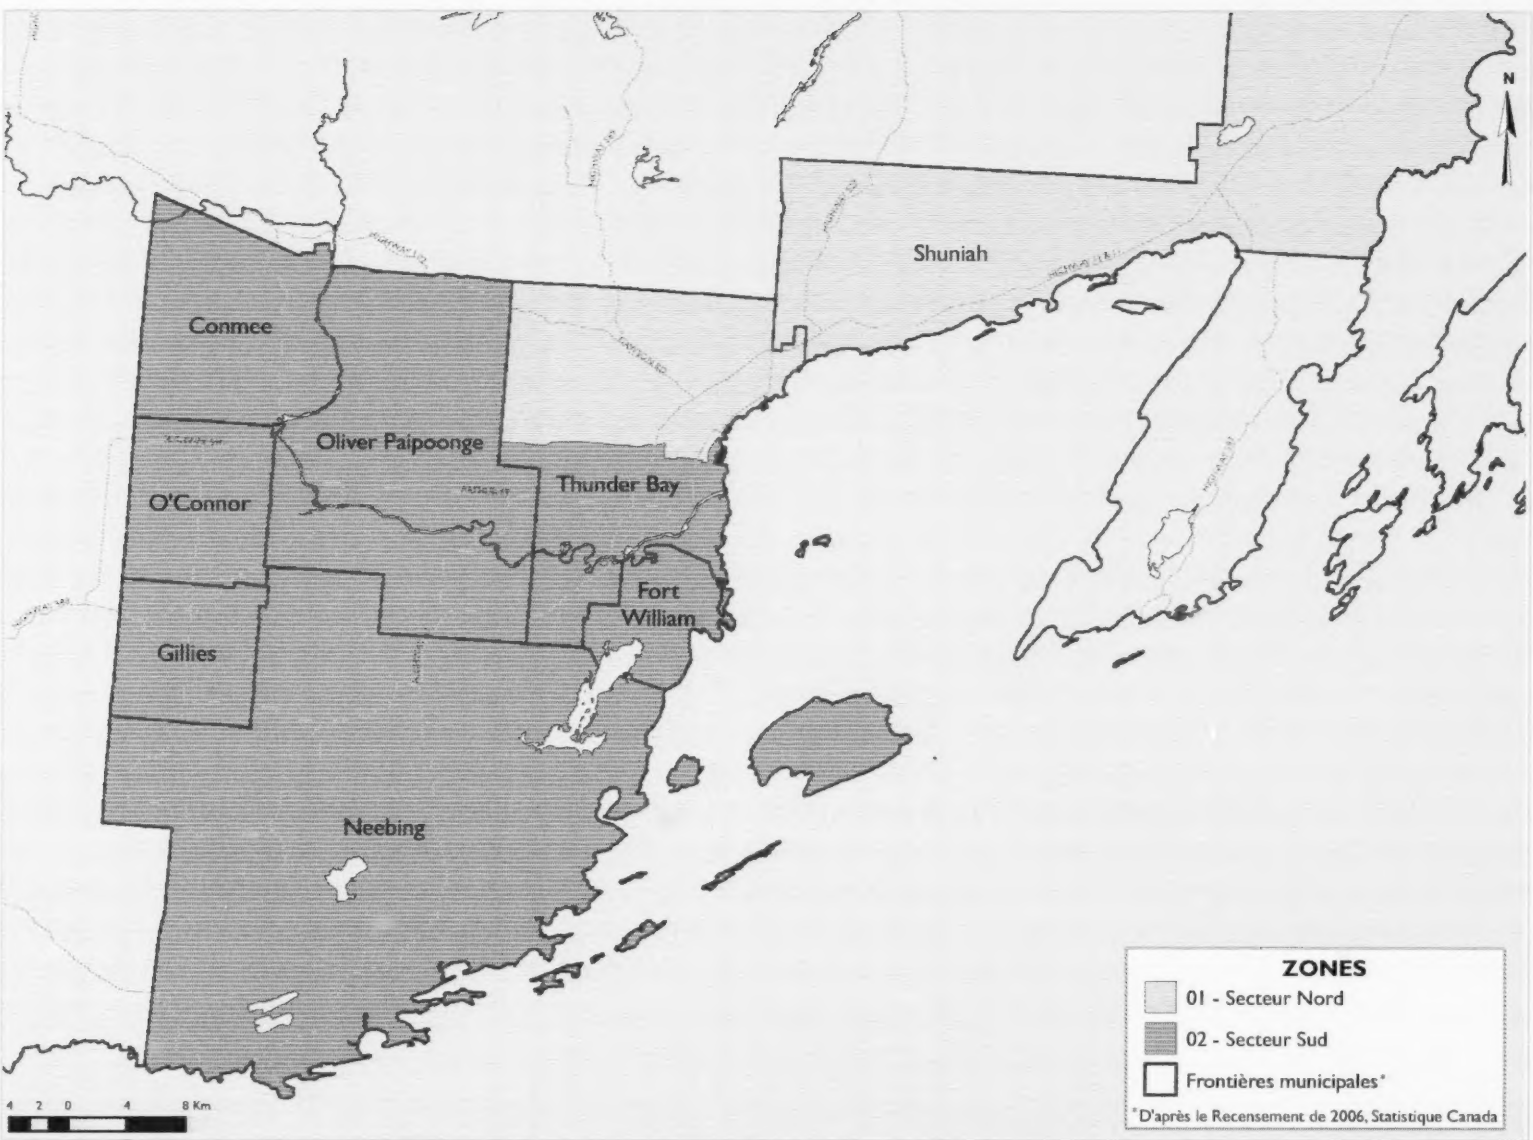 N
Shuniah
Conmee
Oliver Paipoonge
Thunder Bay
O'Connor
Fort
William
Gillies
Neebing
ZONES
01 - Secteur Nord
02 - Secteur Sud
Frontières municipales*
*D'après le Recensement de 2006, Statistique Canada
4 2 0 4 8 Km